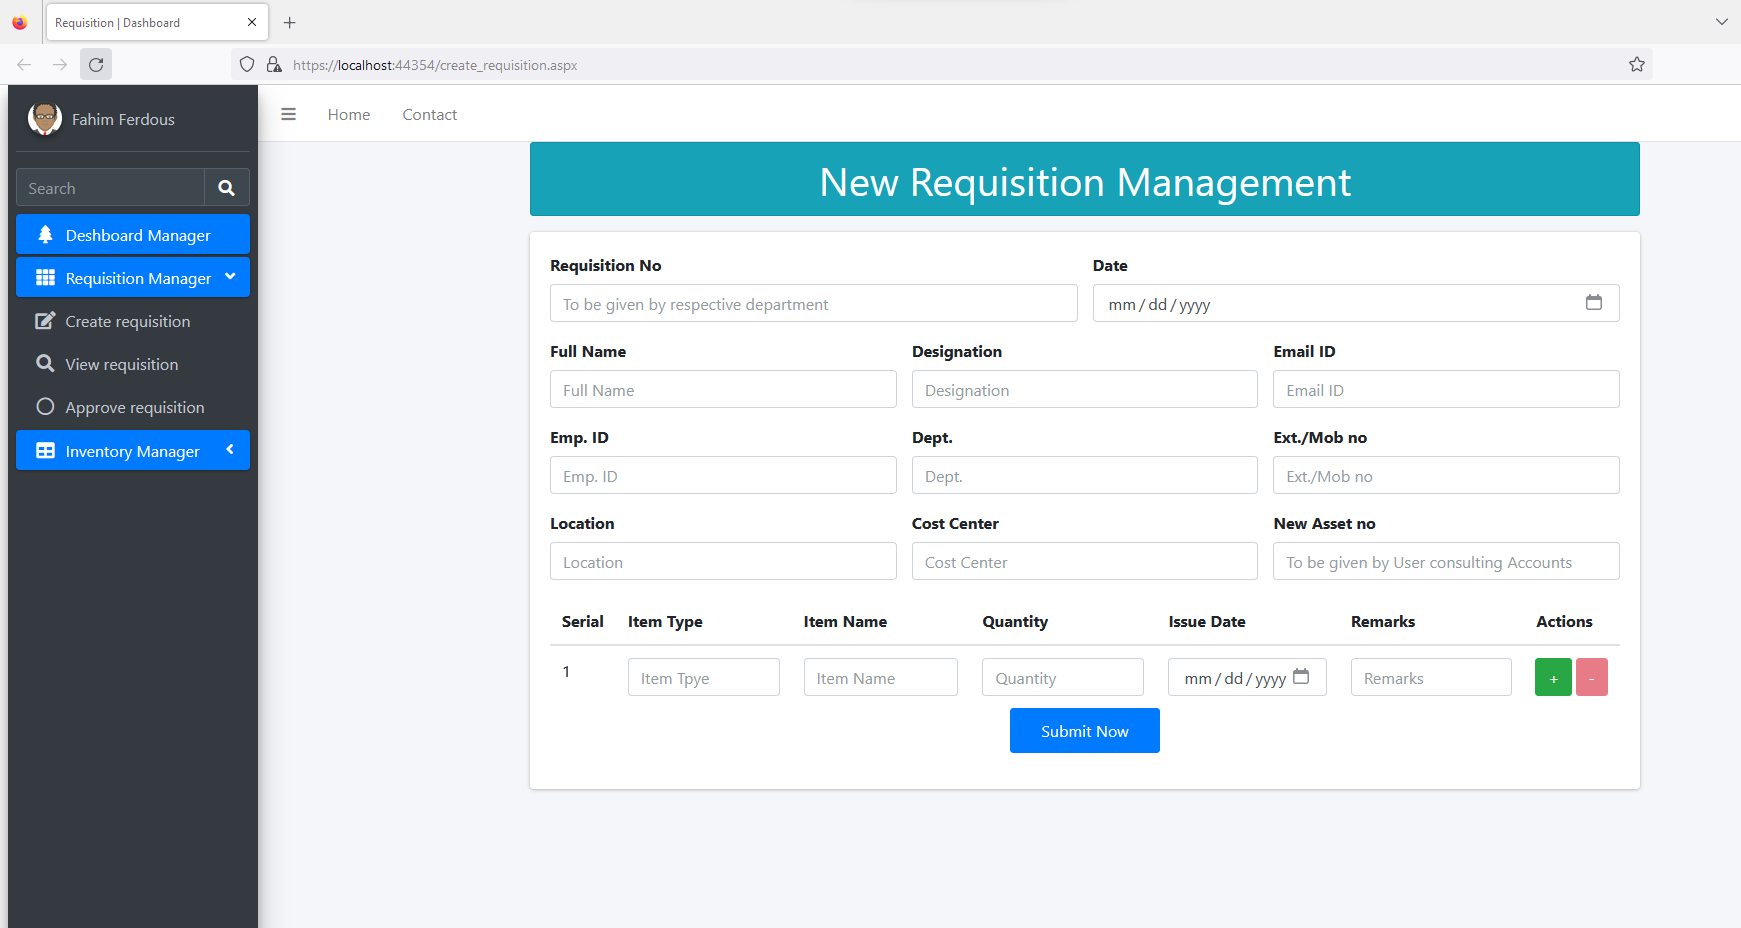 Requisition | Dashboard
https://localhost:44354/create_requisition.aspx
Fahim Ferdous
Home Contact
Search
Deshboard Manager
Requisition Manager
Create requisition
View requisition
Approve requisition
Inventory Manager
New Requisition Management
Requisition No Date
To be given by respective department mm/dd/yyyy
Full Name Designation Email ID
Full Name Designation Email ID
Emp. ID Dept. Ext./Mob no
Emp. ID Dept. Ext./Mob no
Location Cost Center New Asset no
Location Cost Center To be given by User consulting Accounts
Serial Item Type Item Name Quantity Issue Date Remarks Actions
1 Item Tpye Item Name Quantity mm/dd/yyyy Remarks + -
Submit Now